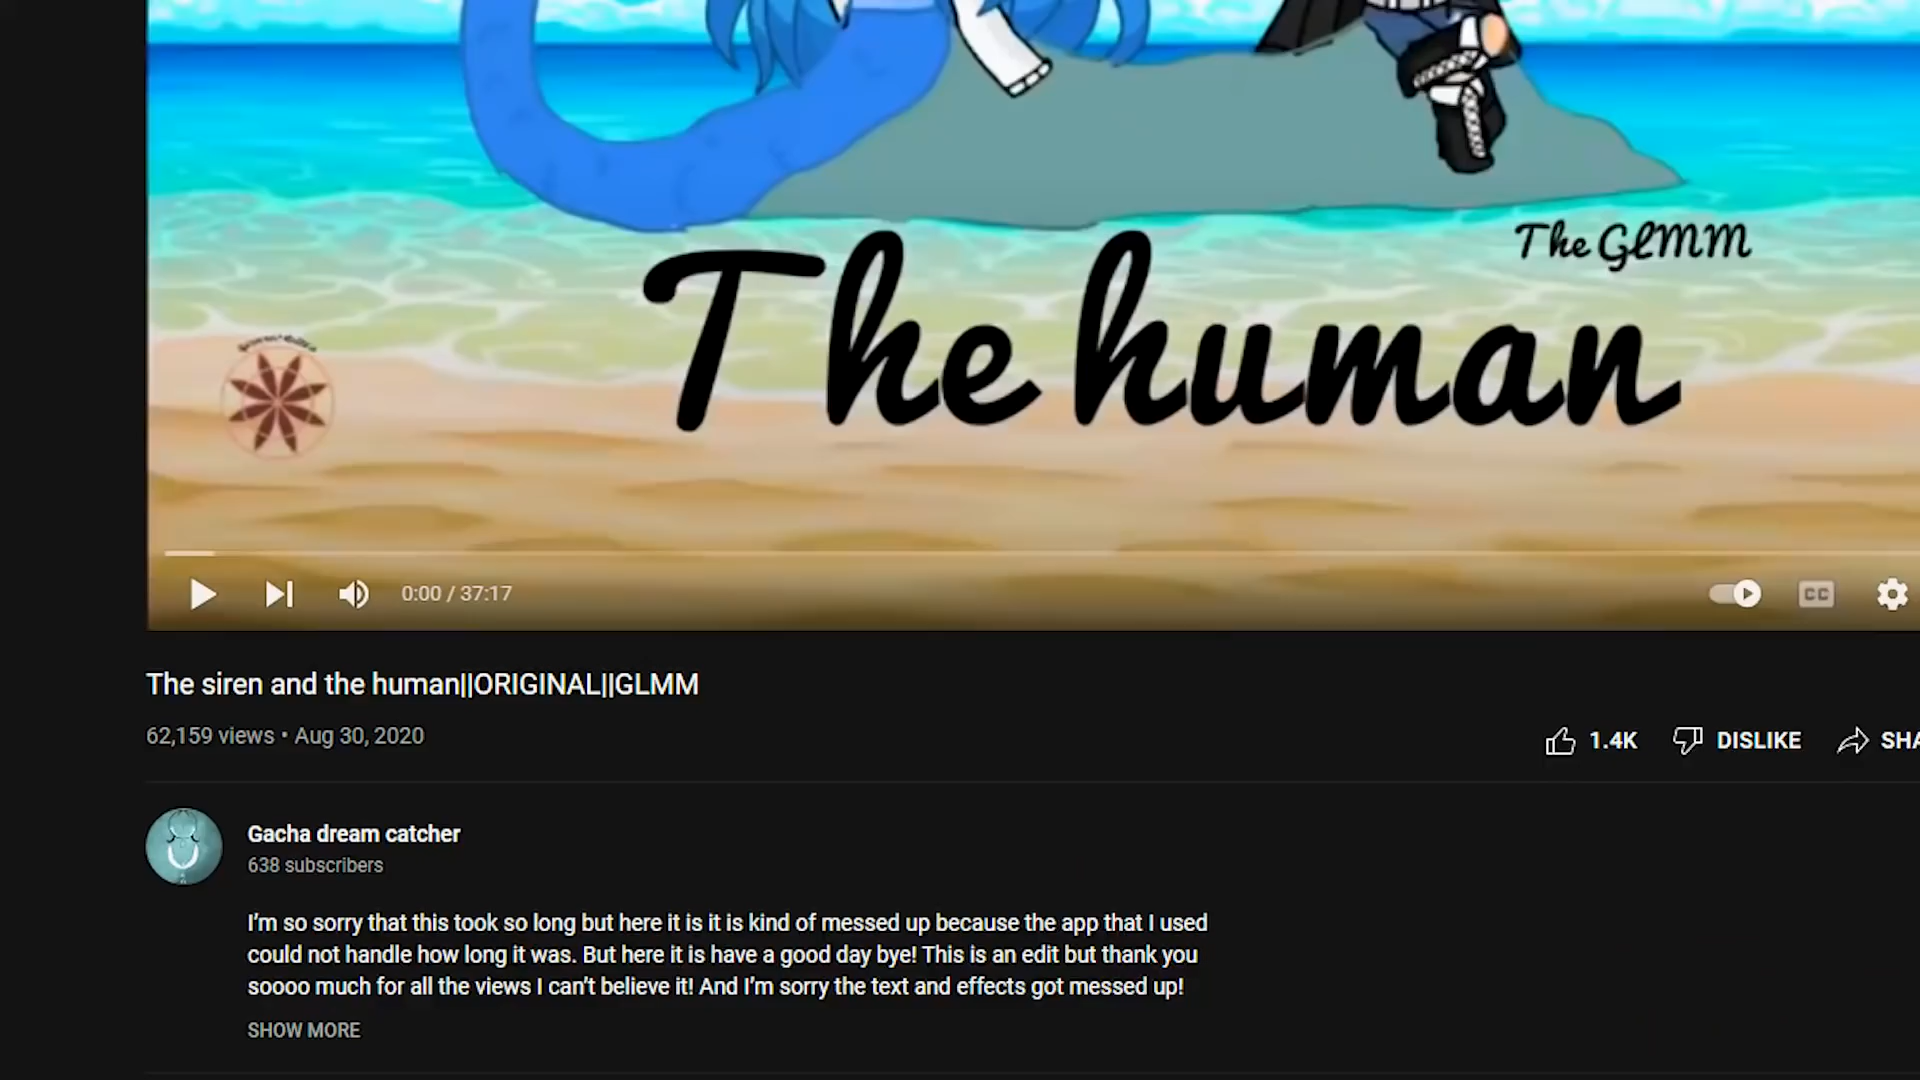 The GLMM
The human
0:00 / 37:17
CC
The siren and the human||ORIGINAL||GLMM
62,159 views • Aug 30, 2020
1.4K DISLIKE SHA
Gacha dream catcher
638 subscribers
I'm so sorry that this took so long but here it is it is kind of messed up because the app that I used
could not handle how long it was. But here it is have a good day bye! This is an edit but thank you
soooo much for all the views I can't believe it! And I'm sorry the text and effects got messed up!
SHOW MORE